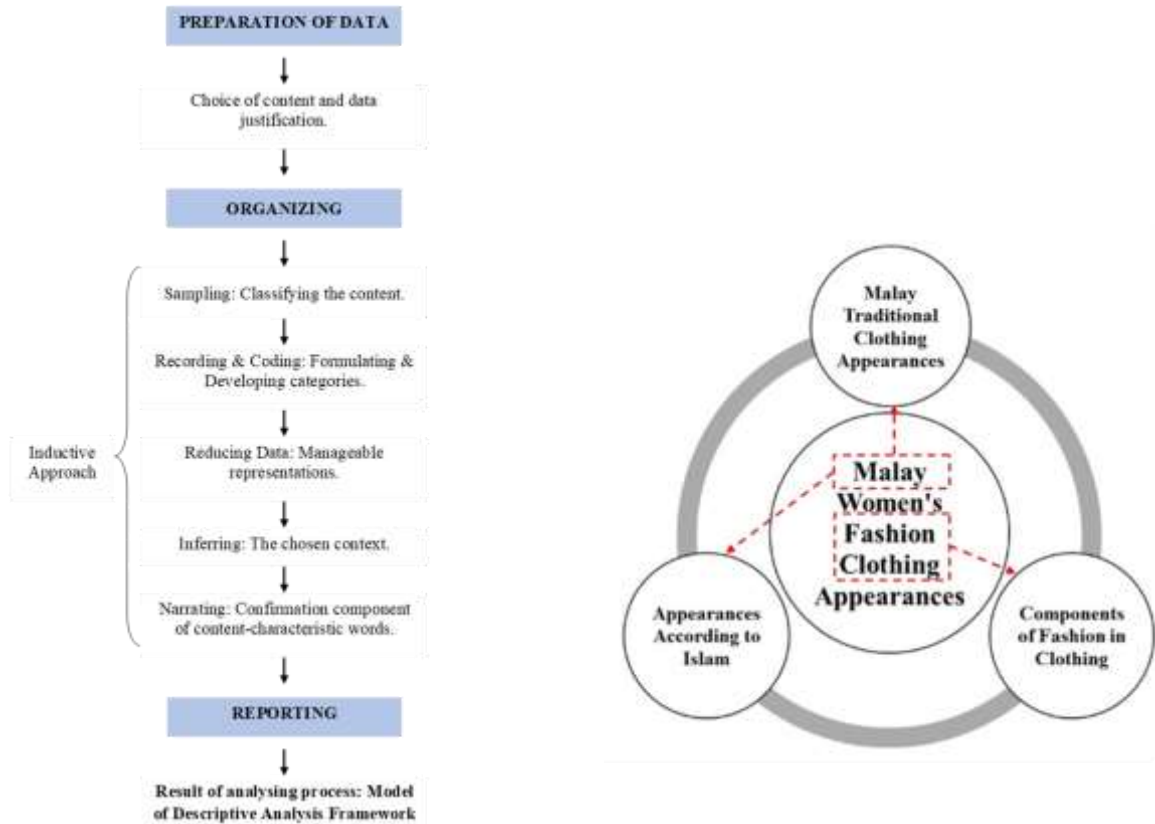 PREPARATION OF DATA
Choice of content and data
justification.
ORGANIZING
Inductive
Approach
Sampling: Classifying the content.
Recording & Coding: Formulating &
Developing categories.
Reducing Data: Manageable
representations.
Inferring: The chosen context.
Narrating: Confirmation component
of content-characteristic words.
REPORTING
Result of analysing process: Model
of Descriptive Analysis Framework
Malay
Traditional
Clothing
Appearances
Malay
Women's
Fashion
Clothing
Appearances
Appearances
According to
Islam
Components
of Fashion in
Clothing